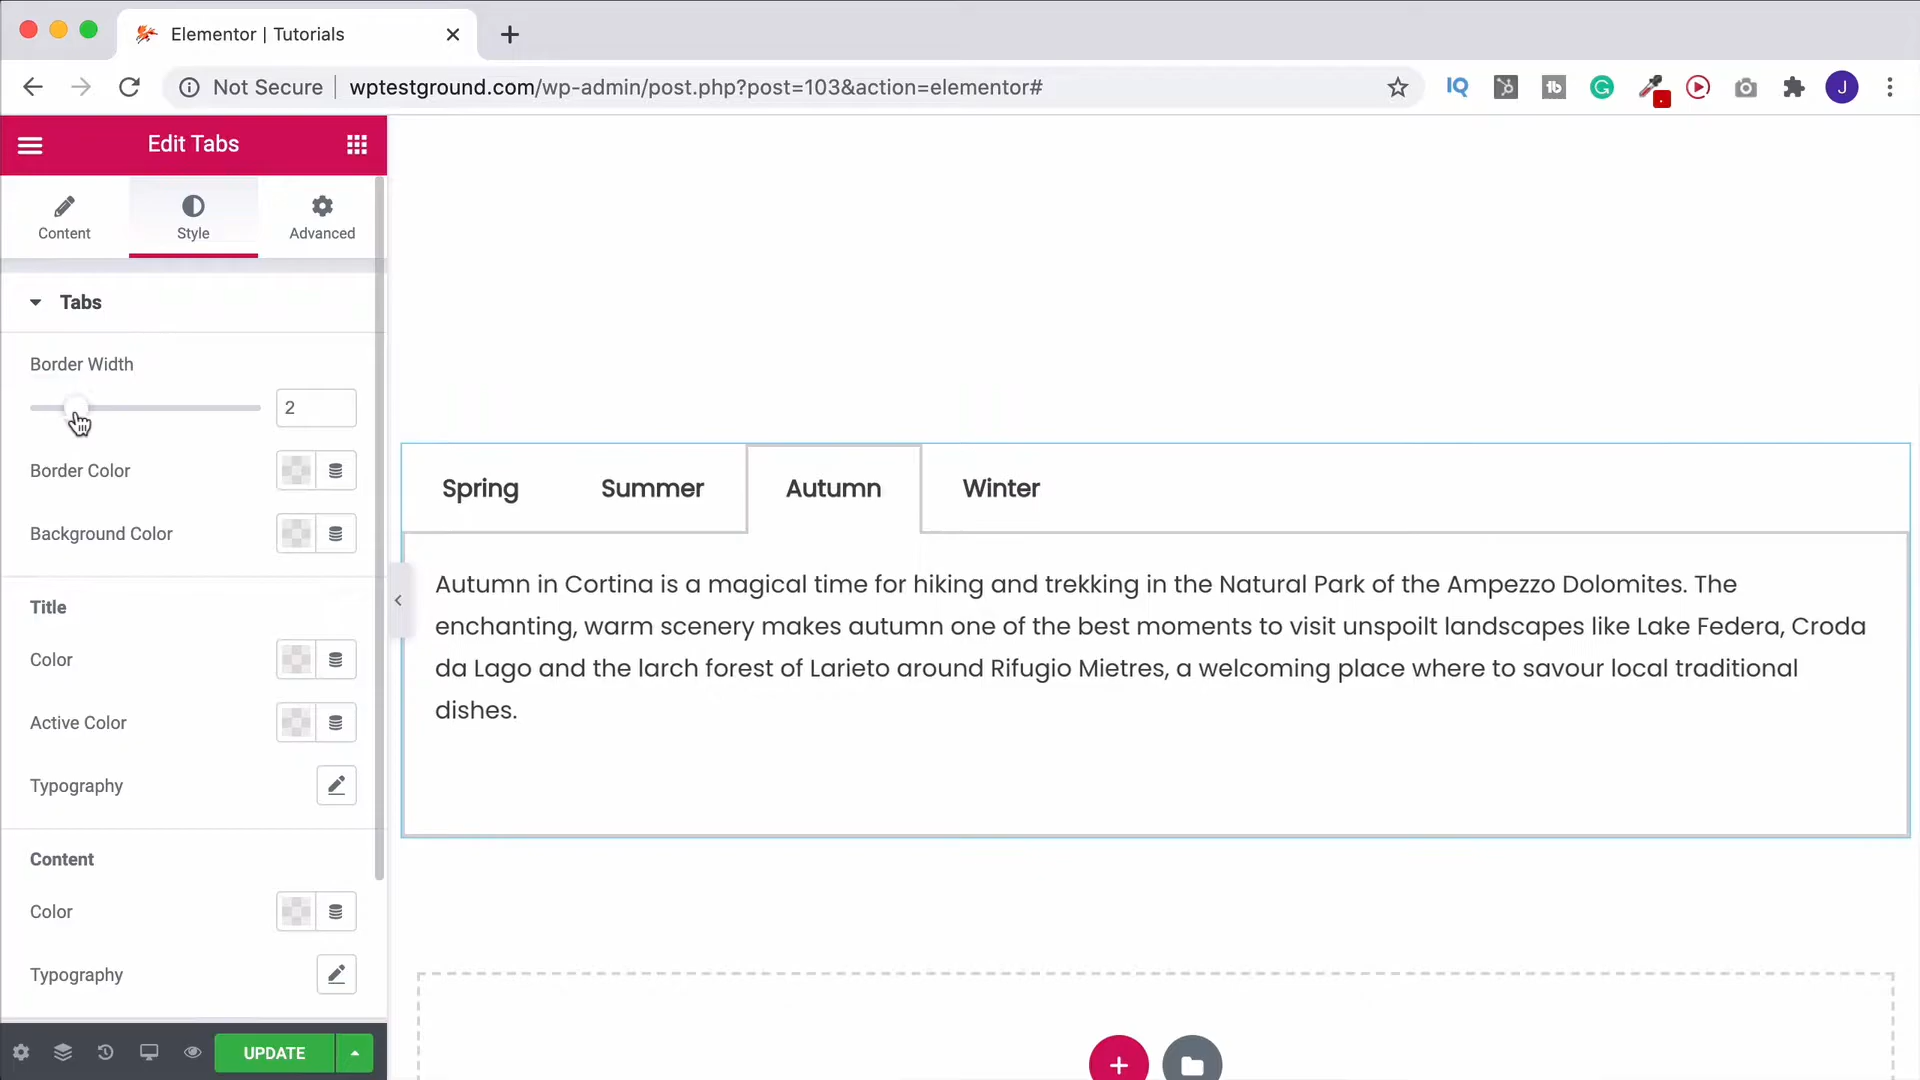 Elementor | Tutorials
Not Secure
wptestground.com/wp-admin/post.php?post=103&action=elementor#
IQ
tb
J
Edit Tabs
Content
Style
Advanced
Tabs
Border Width
2
Border Color
Background Color
Title
Color
Active Color
Typography
Content
Color
Typography
UPDATE
Spring
Summer
Autumn
Winter
Autumn in Cortina is a magical time for hiking and trekking in the Natural Park of the Ampezzo Dolomites. The
enchanting, warm scenery makes autumn one of the best moments to visit unspoilt landscapes like Lake Federa, Croda
da Lago and the larch forest of Larieto around Rifugio Mietres, a welcoming place where to savour local traditional
dishes.